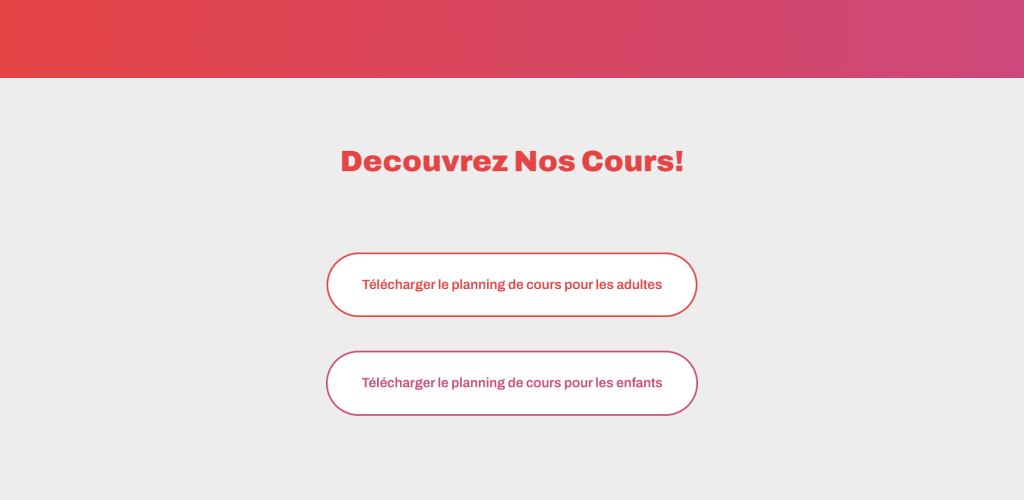 Decouvrez Nos Cours!
Télécharger le planning de cours pour les adultes
Télécharger le planning de cours pour les enfants